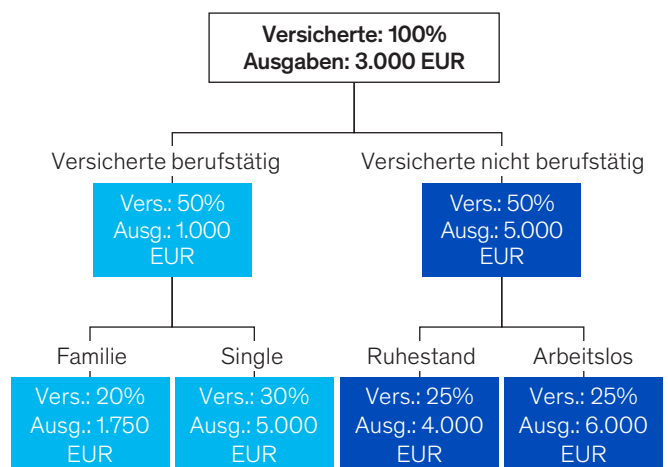 Versicherte: 100%
Ausgaben: 3.000 EUR
Versicherte berufstätig
Versicherte nicht berufstätig
Vers.: 50%
Ausg.: 1.000
EUR
Vers.: 50%
Ausg.: 5.000
EUR
Familie
Single
Ruhestand
Arbeitslos
Vers.: 20%
Ausg.: 1.750
EUR
Vers.: 30%
Ausg.: 5.000
EUR
Vers.: 25%
Ausg.: 4.000
EUR
Vers.: 25%
Ausg.: 6.000
EUR